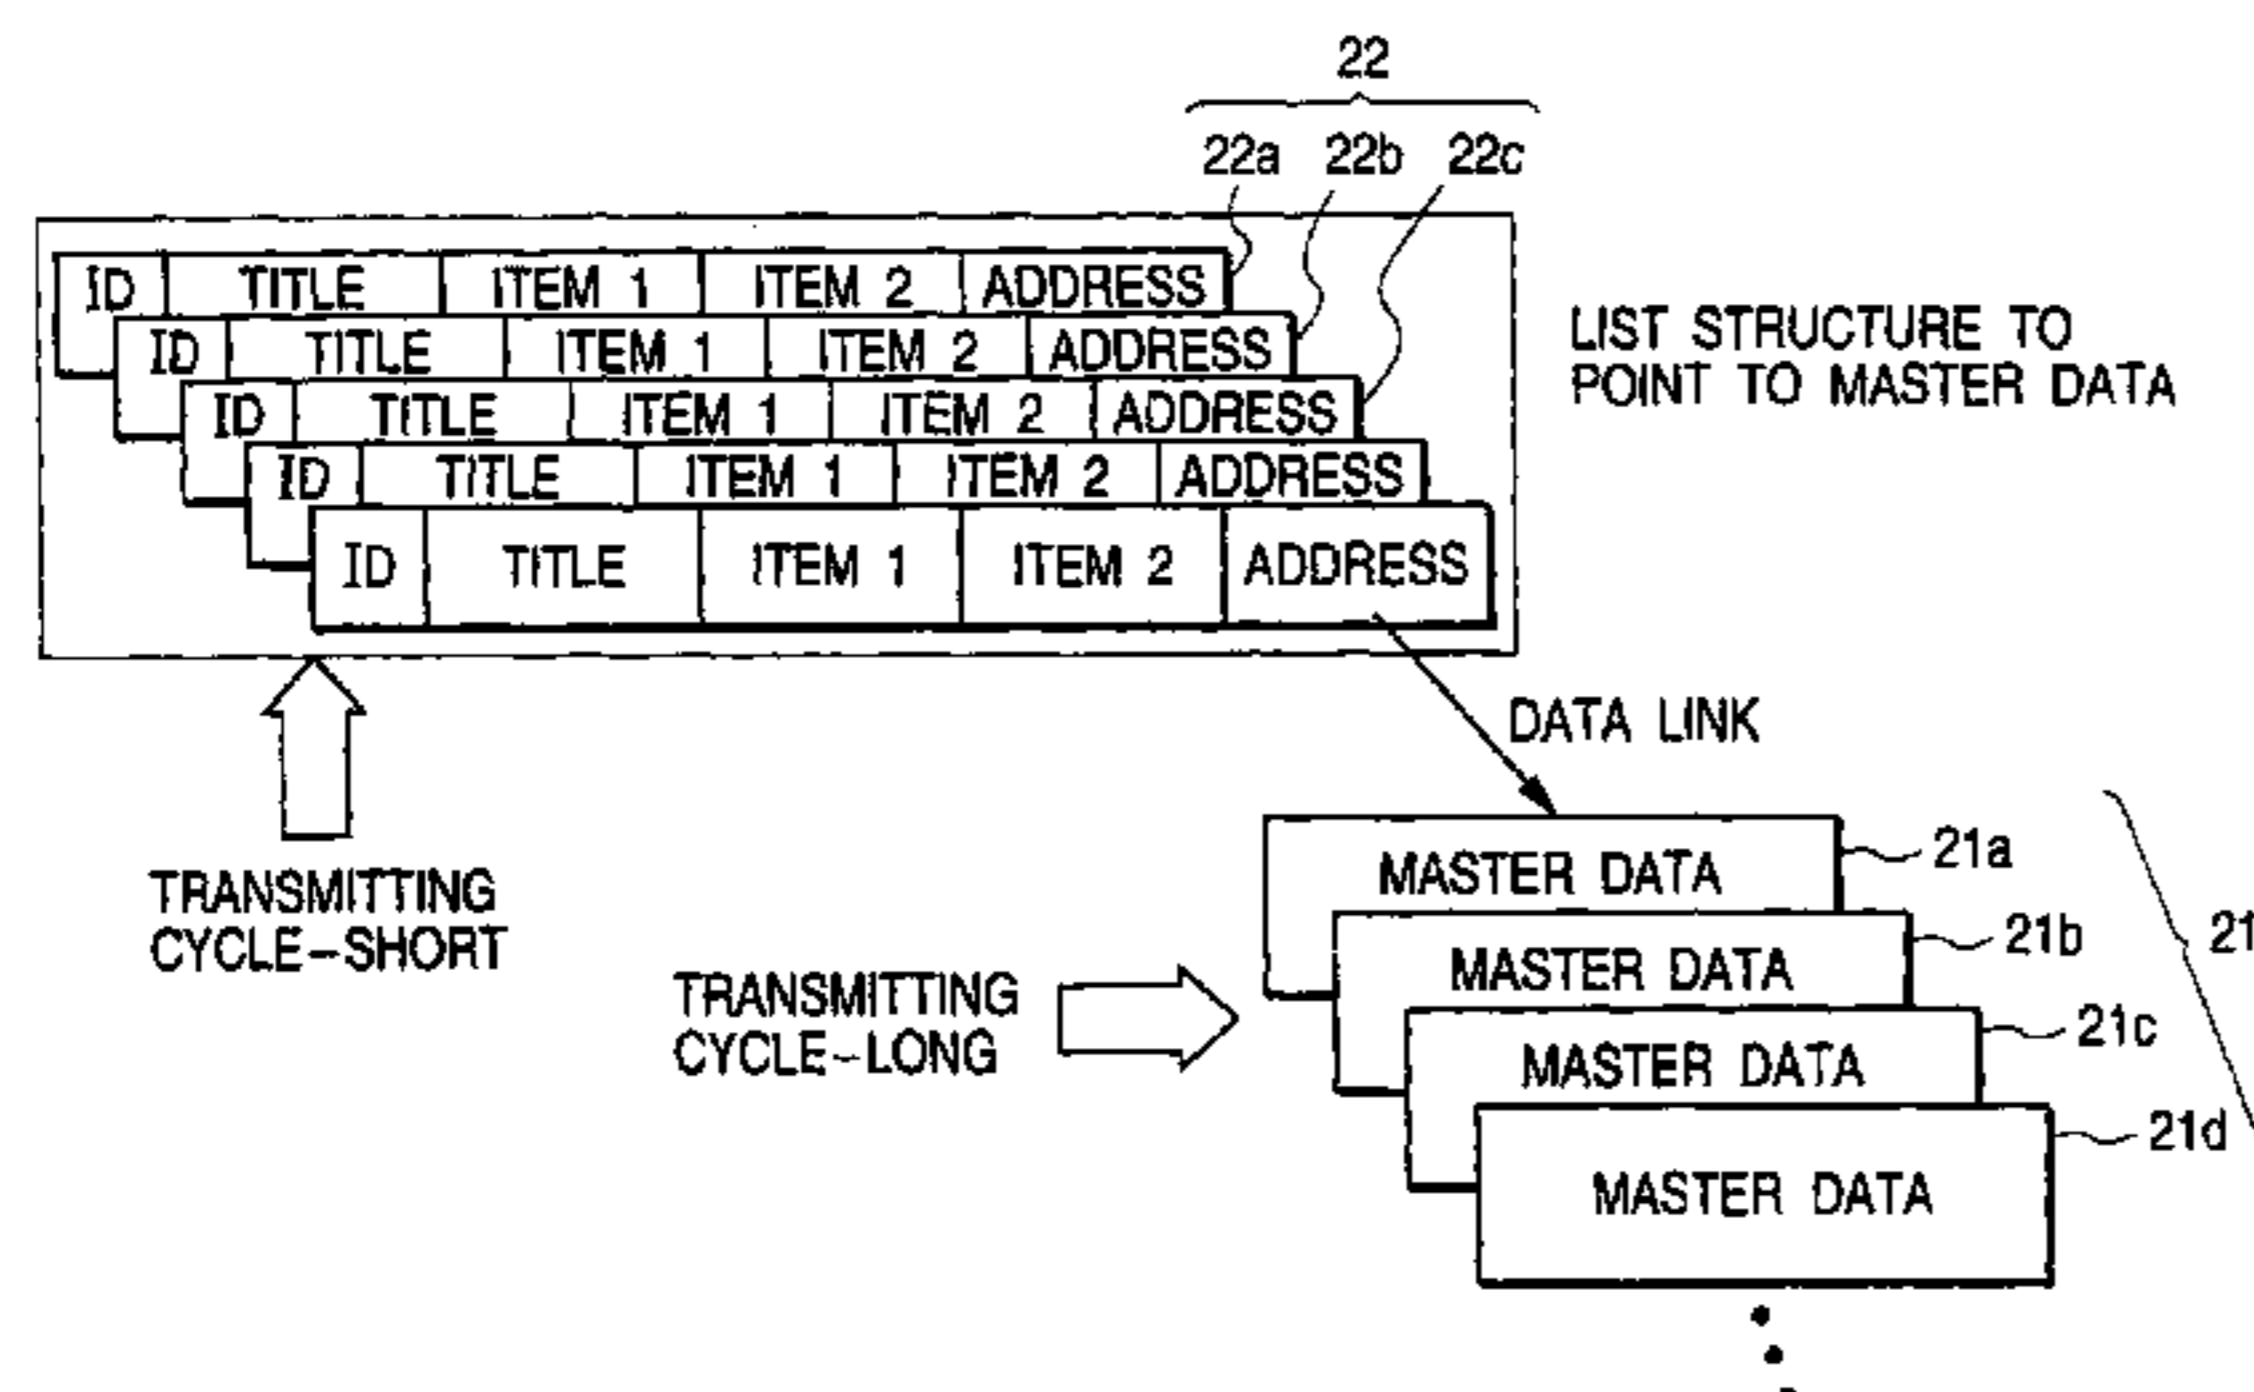 22
22a 22b 22c
ID TITLE ITEM 1 ITEM 2 ADDRESS
ID TITLE ITEM 1 ITEM 2 ADDRESS
ID TITLE ITEM 1 ITEM 2 ADDRESS
ID TITLE ITEM 1 ITEM 2 ADDRESS
ID TITLE ITEM 1 ITEM 2 ADDRESS
LIST STRUCTURE TO
POINT TO MASTER DATA
DATA LINK
TRANSMITTING
CYCLE-SHORT
TRANSMITTING
CYCLE-LONG
MASTER DATA 21a
MASTER DATA 21b
21
MASTER DATA 21c
MASTER DATA 21d